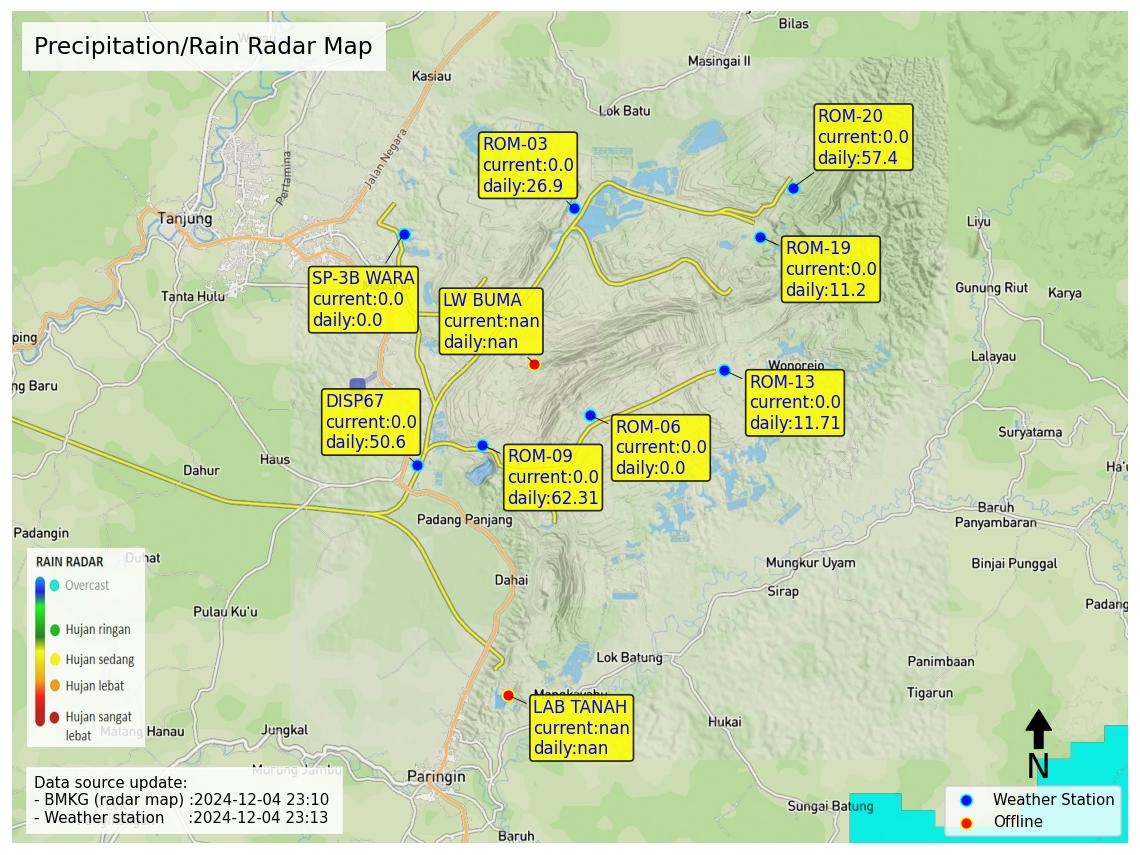 Precipitation/Rain Radar Map
Bilas
Masingai II
Kasiau
Lok Batu
Jalan Negara
Pertamina
Tanjung
Tanta Hulu
ROM-20
current:0.0
daily:57.4
ROM-03
current:0.0
daily:26.9
ROM-19
current:0.0
daily:11.2
SP-3B WARA
current:0.0
daily:0.0
LW BUMA
current:nan
daily:nan
Liyu
Gunung Riut
Karya
Lalayau
Wonorejo
ROM-13
current:0.0
daily:11.71
DISP67
current:0.0
daily:50.6
ROM-06
current:0.0
daily:0.0
ROM-09
current:0.0
daily:62.31
ping
ng Baru
Dahur
Haus
Suryatama
Ha'u
Padang Panjang
Baruh
Panyambaran
Padangin
Duhat
Binjai Punggal
Mungkur Uyam
Dahai
Sirap
Padang
Pulau Ku'u
RAIN RADAR
Overcast
Hujan ringan
Hujan sedang
Hujan lebat
Hujan sangat
lebat
Lok Batung
Panimbaan
Tigarun
Mangkayahu
LAB TANAH
current:nan
daily:nan
Hukai
Matang Hanau
Jungkal
Murung Jambu
Paringin
Sungai Batung
Baruh
N
Data source update:
- BMKG (radar map) :2024-12-04 23:10
- Weather station :2024-12-04 23:13
Weather Station
Offline